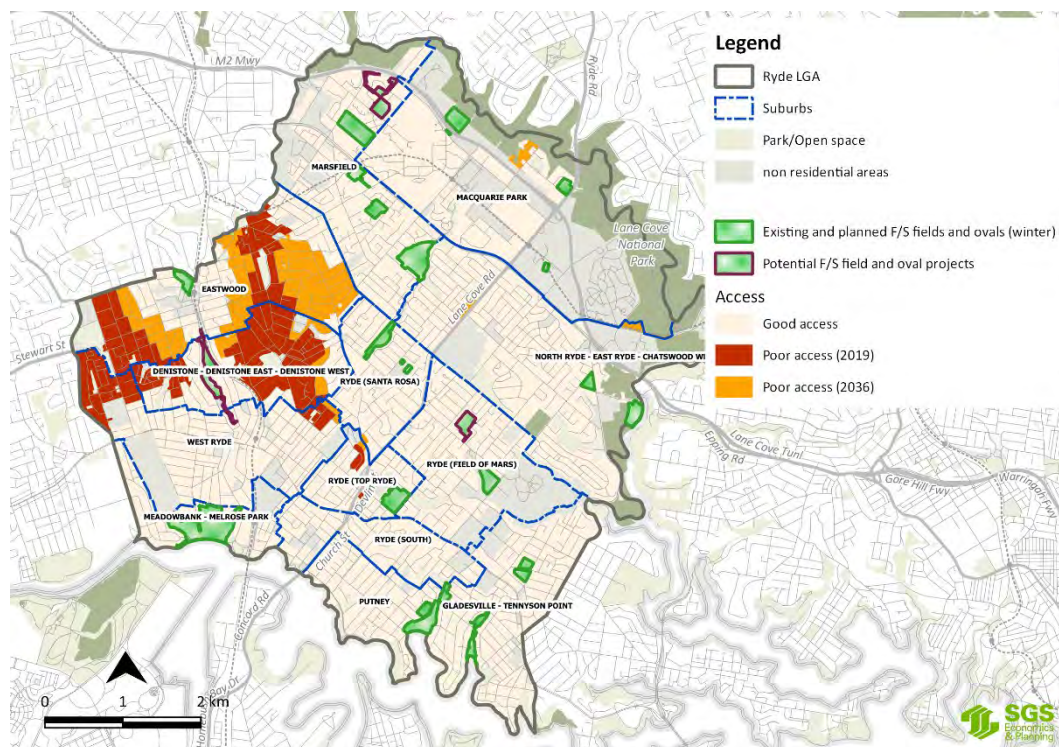 Legend
Ryde LGA
Suburbs
Park/Open space
non residential areas
Existing and planned F/S fields and ovals (winter)
Potential F/S field and oval projects
Access
Good access
Poor access (2019)
Poor access (2036)
M2 Mwy
Ryde Rd
MARSFIELD
MACQUARIE PARK
Lane Cove
National
Park
EASTWOOD
Lane Cove Rd
Stewart St
NORTH RYDE - EAST RYDE - CHATSWOOD WE
DENISTONE - DENISTONE EAST - DENISTONE WEST
RYDE (SANTA ROSA)
WEST RYDE
RYDE (FIELD OF MARS)
Epping Rd
Lane Cove Tunl
Gore Hill Fwy
Warringah Fwy
RYDE (TOP RYDE)
Devlin
MEADOWBANK - MELROSE PARK
RYDE (SOUTH)
Church St
PUTNEY
GLADESVILLE - TENNYSON POINT
Concord Rd
Bay Dr
0 1 2 km
SGS
Economics
& Planning